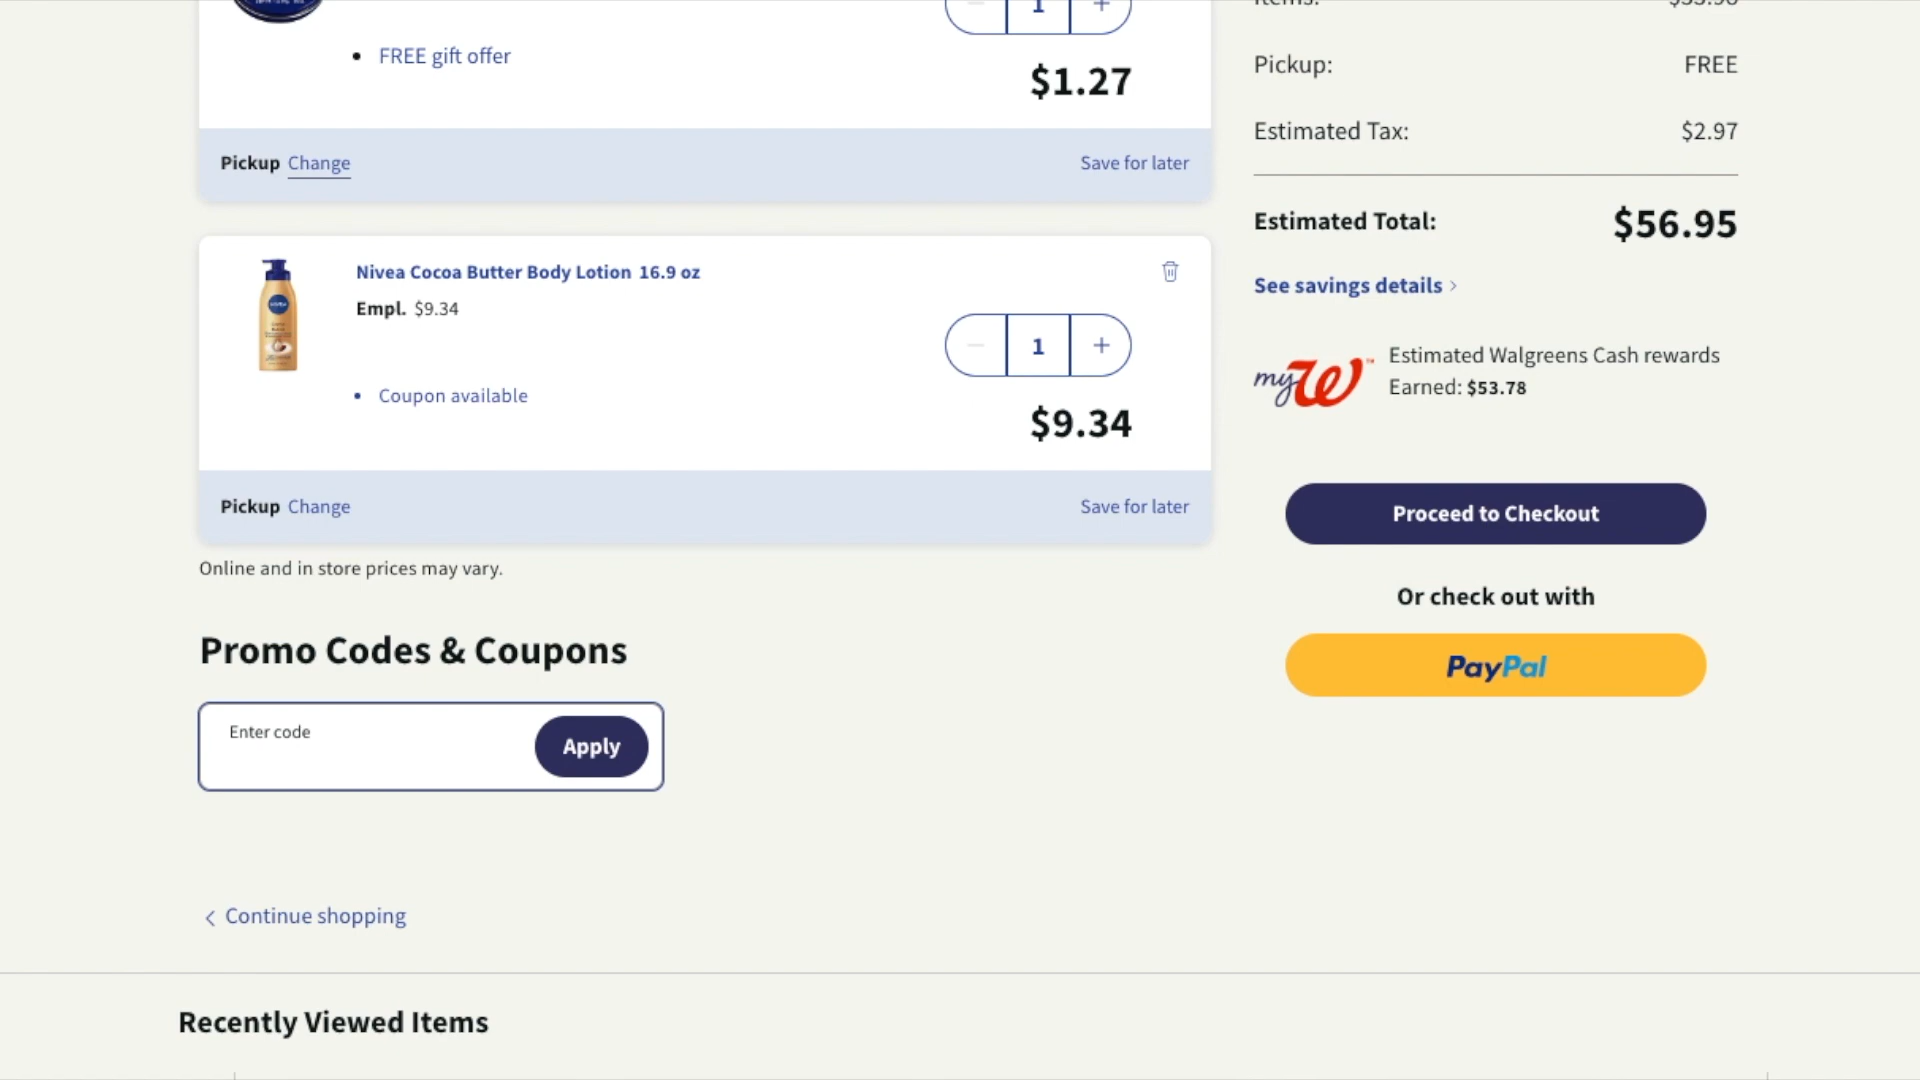 FREE gift offer
1
$1.27
Pickup Change
Save for later
Nivea Cocoa Butter Body Lotion 16.9 oz
Empl. $9.34
1
Coupon available
$9.34
Pickup Change
Save for later
Online and in store prices may vary.
Promo Codes & Coupons
Enter code
Apply
Continue shopping
Recently Viewed Items
Pickup: FREE
Estimated Tax: $2.97
Estimated Total: $56.95
See savings details
myW™
Estimated Walgreens Cash rewards
Earned: $53.78
Proceed to Checkout
Or check out with
PayPal